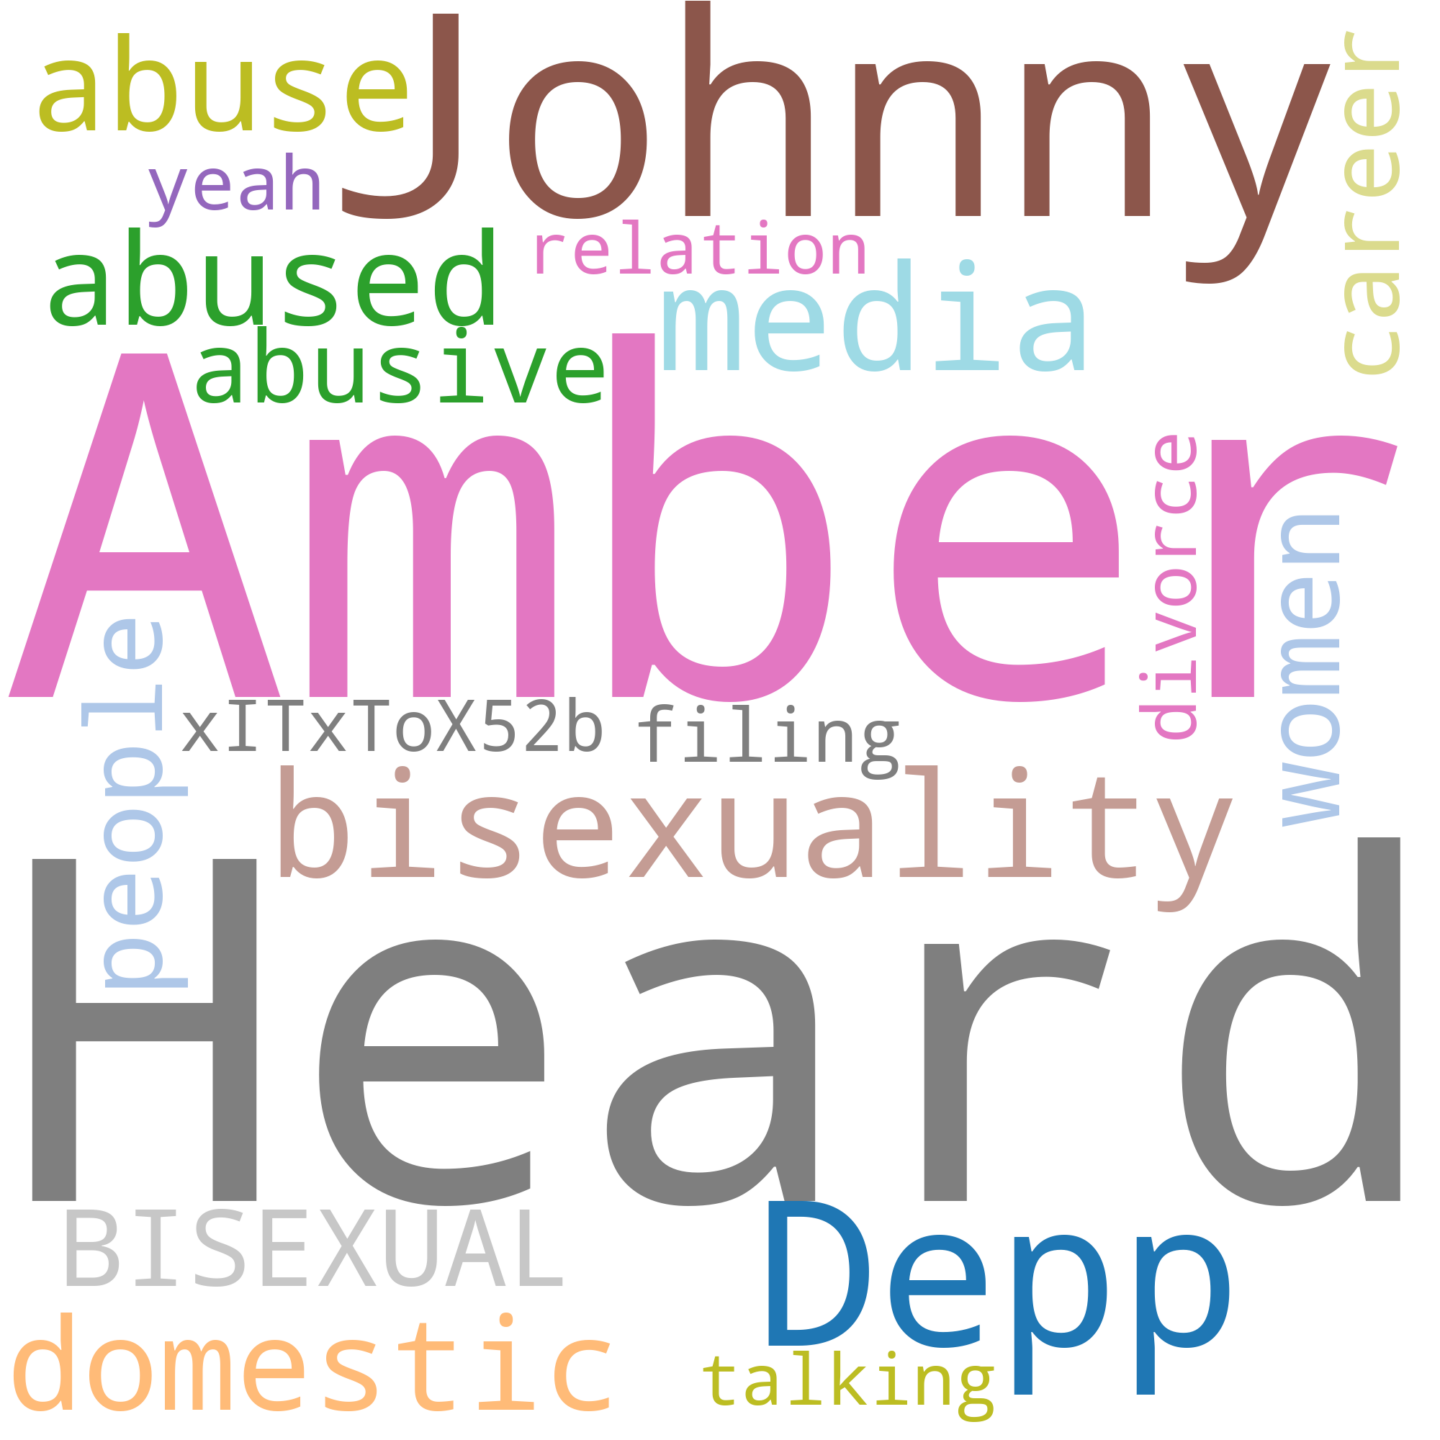 abuse
Johnny
career
yeah
abused
relation
media
abusive
Amber
divorce
women
people
xITxToX52b
filing
bisexuality
Heard
BISEXUAL
Depp
domestic
talking